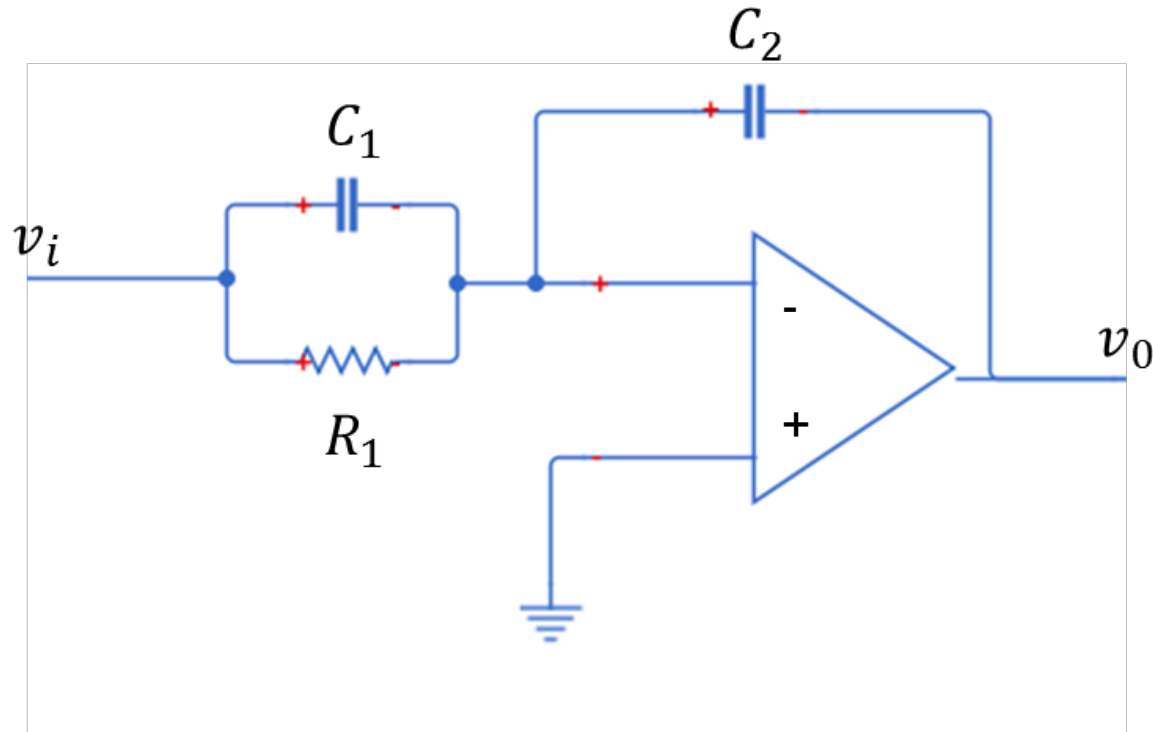 C₂
C₁
+ -
+ -
vᵢ
+
-
v₀
+ -
R₁
+
-